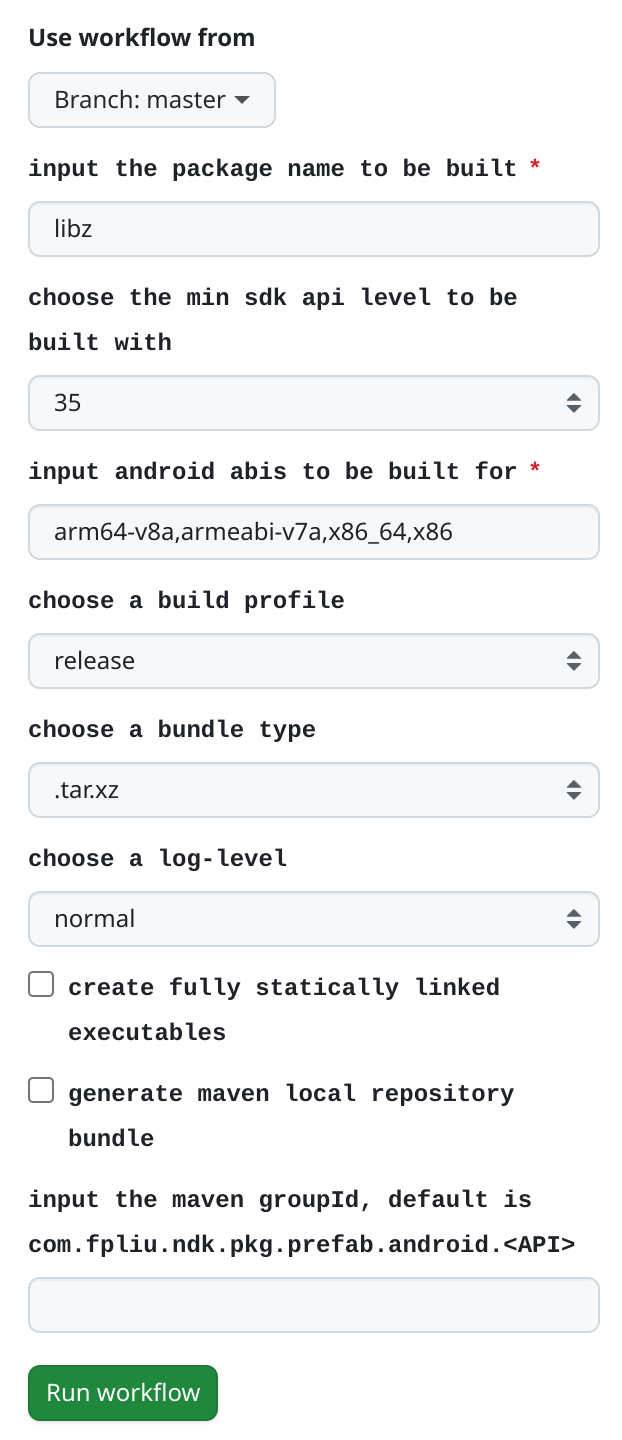 Use workflow from
Branch: master
input the package name to be built *
libz
choose the min sdk api level to be
built with
35
input android abis to be built for *
arm64-v8a,armeabi-v7a,x86_64,x86
choose a build profile
release
choose a bundle type
.tar.xz
choose a log-level
normal
create fully statically linked
executables
generate maven local repository
bundle
input the maven groupId, default is
com.fpliu.ndk.pkg.prefab.android.<API>
Run workflow